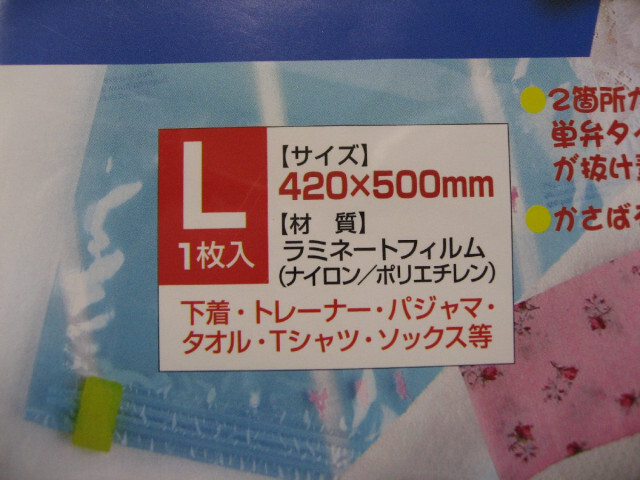 L
1枚入
【サイズ】
420×500mm
【材 質】
ラミネートフィルム
(ナイロン/ポリエチレン)
下着・トレーナー・パジャマ・
タオル・Tシャツ・ソックス等
2箇所
単弁タ
が抜け
かさば